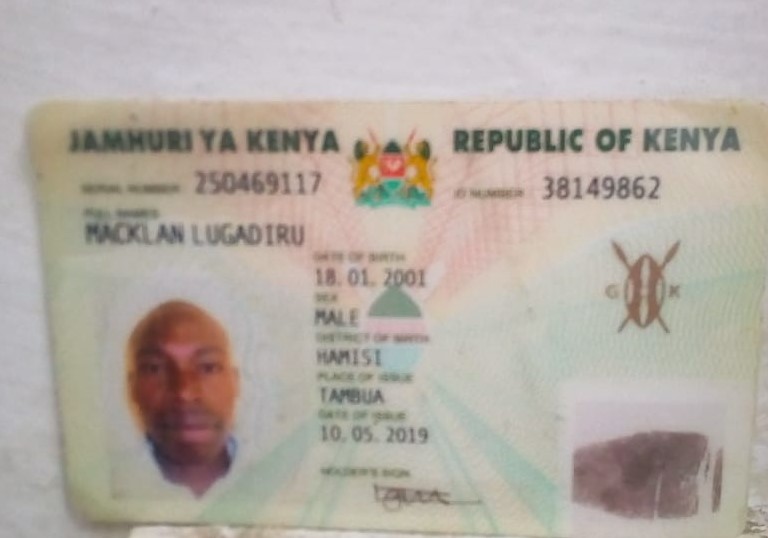 JAMHURI YA KENYA REPUBLIC OF KENYA
SERIAL NUMBER: 250469117 ID NUMBER: 38149862
FULL NAMES
MACKLAN LUGADIRU
DATE OF BIRTH
18. 01. 2001
SEX
MALE
DISTRICT OF BIRTH
HAMISI
PLACE OF ISSUE
TAMBUA
DATE OF ISSUE
10. 05. 2019
HOLDER'S SIGN.
G K